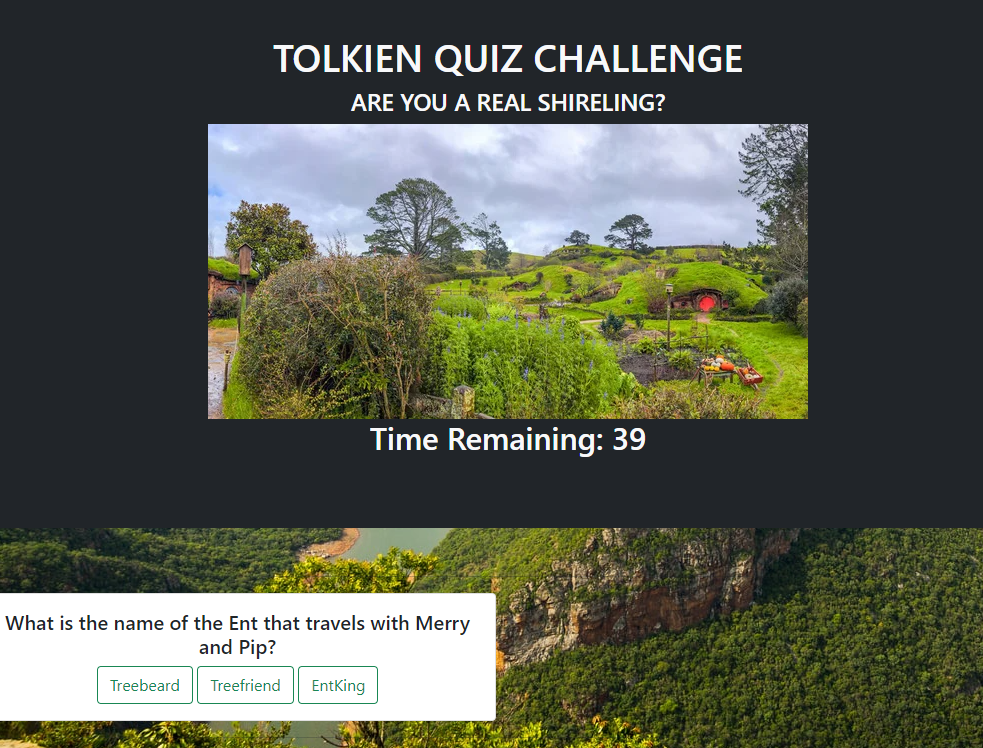 TOLKIEN QUIZ CHALLENGE
ARE YOU A REAL SHIRELING?
Time Remaining: 39
What is the name of the Ent that travels with Merry
and Pip?
Treebeard Treefriend EntKing